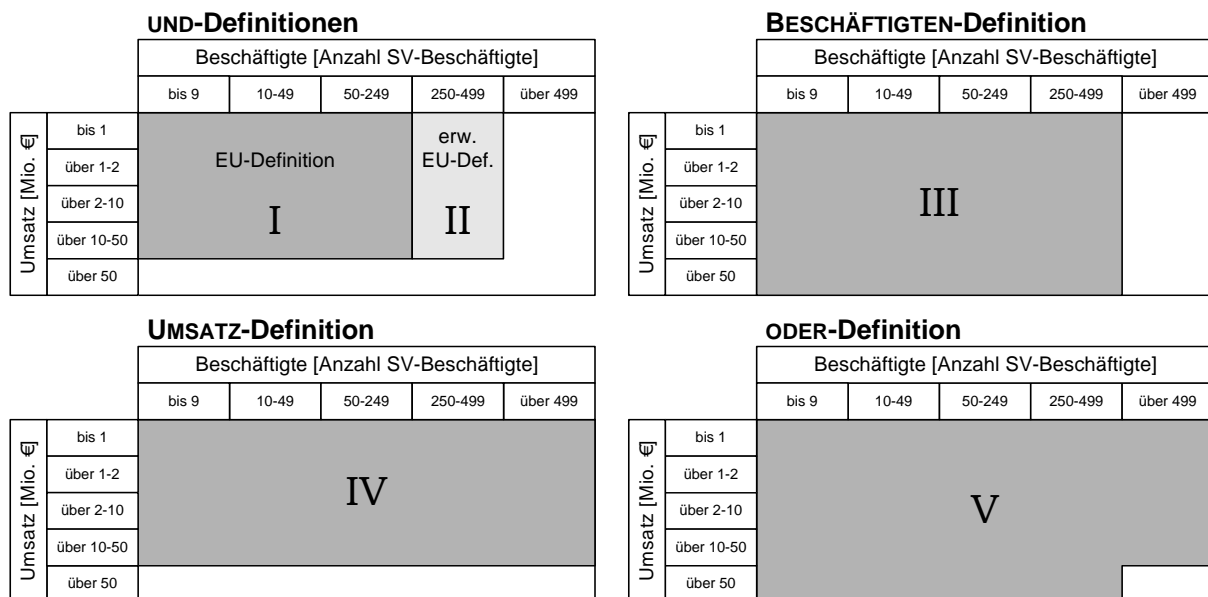 UND-Definitionen
Beschäftigte [Anzahl SV-Beschäftigte]
bis 9 10-49 50-249 250-499 über 499
Umsatz [Mio. €]
bis 1
über 1-2
über 2-10
über 10-50
über 50
EU-Definition
I
erw.
EU-Def.
II
BESCHÄFTIGTEN-Definition
Beschäftigte [Anzahl SV-Beschäftigte]
bis 9 10-49 50-249 250-499 über 499
Umsatz [Mio. €]
bis 1
über 1-2
über 2-10
über 10-50
über 50
III
UMSATZ-Definition
Beschäftigte [Anzahl SV-Beschäftigte]
bis 9 10-49 50-249 250-499 über 499
Umsatz [Mio. €]
bis 1
über 1-2
über 2-10
über 10-50
über 50
IV
ODER-Definition
Beschäftigte [Anzahl SV-Beschäftigte]
bis 9 10-49 50-249 250-499 über 499
Umsatz [Mio. €]
bis 1
über 1-2
über 2-10
über 10-50
über 50
V